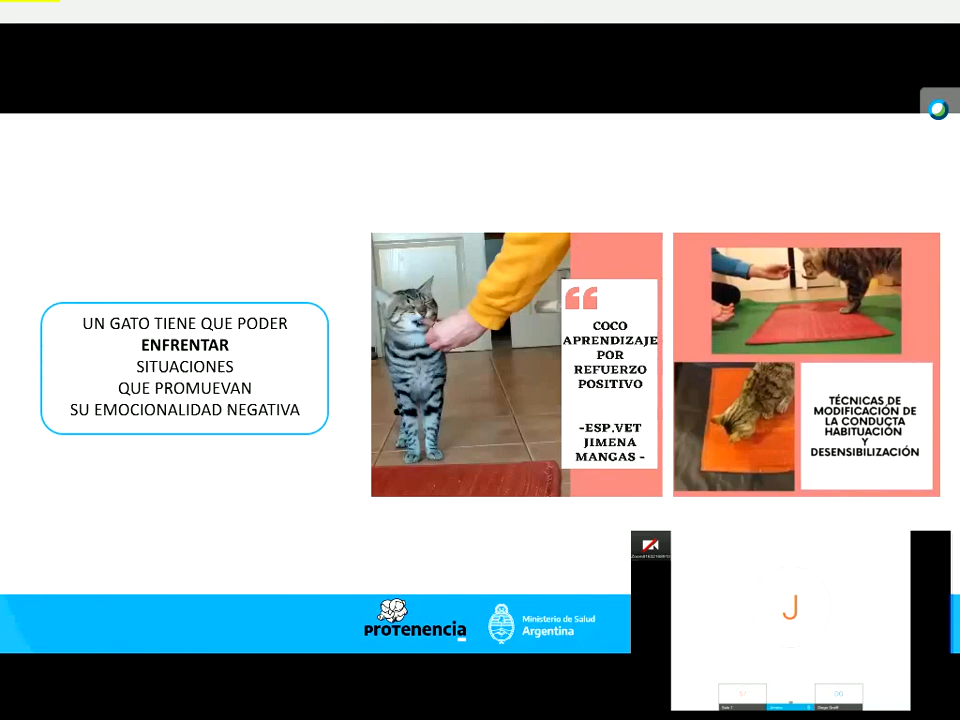 UN GATO TIENE QUE PODER
ENFRENTAR
SITUACIONES
QUE PROMUEVAN
SU EMOCIONALIDAD NEGATIVA
COCO
APRENDIZAJE
POR
REFUERZO
POSITIVO
-ESP.VET
JIMENA
MANGAS -
TÉCNICAS DE
MODIFICACIÓN DE
LA CONDUCTA
HABITUACIÓN
Y
DESENSIBILIZACIÓN
PROTENENCIA
Ministerio de Salud
Argentina
J